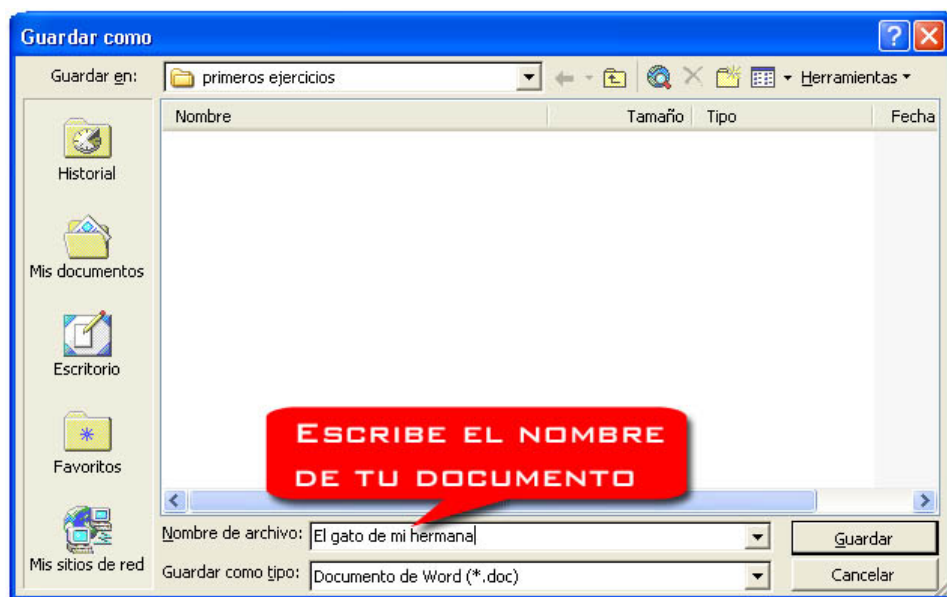 Guardar como
Guardar en: primeros ejercicios Herramientas
Nombre Tamaño Tipo Fecha
Historial
Mis documentos
Escritorio
Favoritos
Mis sitios de red
ESCRIBE EL NOMBRE
DE TU DOCUMENTO
Nombre de archivo: El gato de mi hermana Guardar
Guardar como tipo: Documento de Word (*.doc) Cancelar